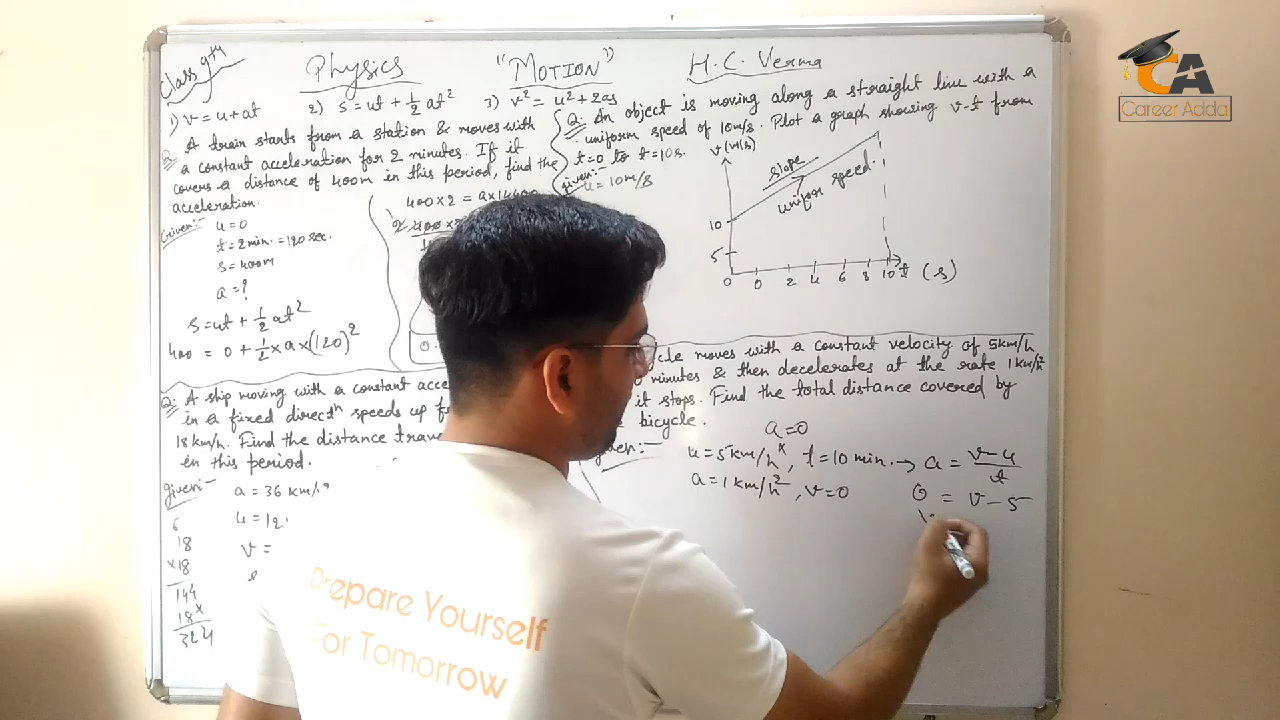 Class 9th
Physics
"MOTION"
H.C. Verma
CA
Career Adda
1) v = u + at
2) s = ut + 1/2 at²
3) v² = u² + 2as
Q: A train starts from a station & moves with
a constant acceleration for 2 minutes. If it
covers a distance of 400m in this period, find the
acceleration.
Given:-
u = 0
t = 2 min. = 120 sec.
s = 400m
a = ?
s = ut + 1/2 at²
400 = 0 + 1/2 × a × (120)²
400 × 2 = a × 14400
Q: An object is moving along a straight line with a
uniform speed of 10m/s. Plot a graph showing v-t from
t=0 to t=10s.
given:-
u = 10m/s
v (m/s)
slope
unifor speed.
10
5
0 0 2 4 6 8 10 t (s)
Q: A ship moving with a constant acce
in a fixed direcⁿ speeds up f
18 km/h. Find the distance trave
in this period.
given:-
a = 36 km/h²
u = 12
v =
6
18
×18
144
18×
324
cle moves with a constant velocity of 5km/h
minutes & then decelerates at the rate 1km/h²
it stops. Find the total distance covered by
bicycle.
a = 0
u = 5km/h, t = 10 min. → a = v-u/t
a = 1km/h², v = 0
0 = v - 5
Prepare Yourself
For Tomorrow